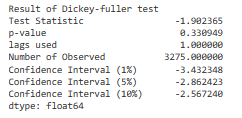 Result of Dickey-fuller test
Test Statistic -1.902365
p-value 0.330949
lags used 1.000000
Number of Observed 3275.000000
Confidence Interval (1%) -3.432348
Confidence Interval (5%) -2.862423
Confidence Interval (10%) -2.567240
dtype: float64